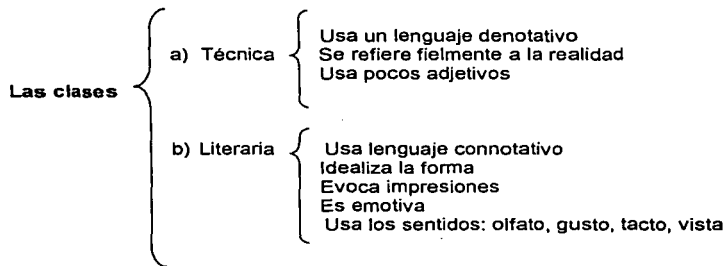 Las clases
a) Técnica
Usa un lenguaje denotativo
Se refiere fielmente a la realidad
Usa pocos adjetivos
b) Literaria
Usa lenguaje connotativo
Idealiza la forma
Evoca impresiones
Es emotiva
Usa los sentidos: olfato, gusto, tacto, vista